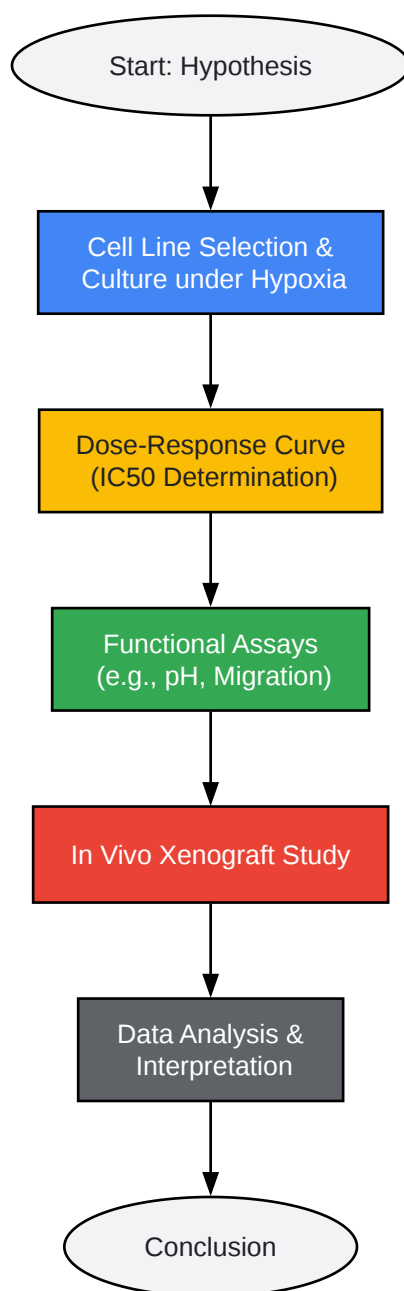 Start: Hypothesis
Cell Line Selection &
Culture under Hypoxia
Dose-Response Curve
(IC50 Determination)
Functional Assays
(e.g., pH, Migration)
In Vivo Xenograft Study
Data Analysis &
Interpretation
Conclusion